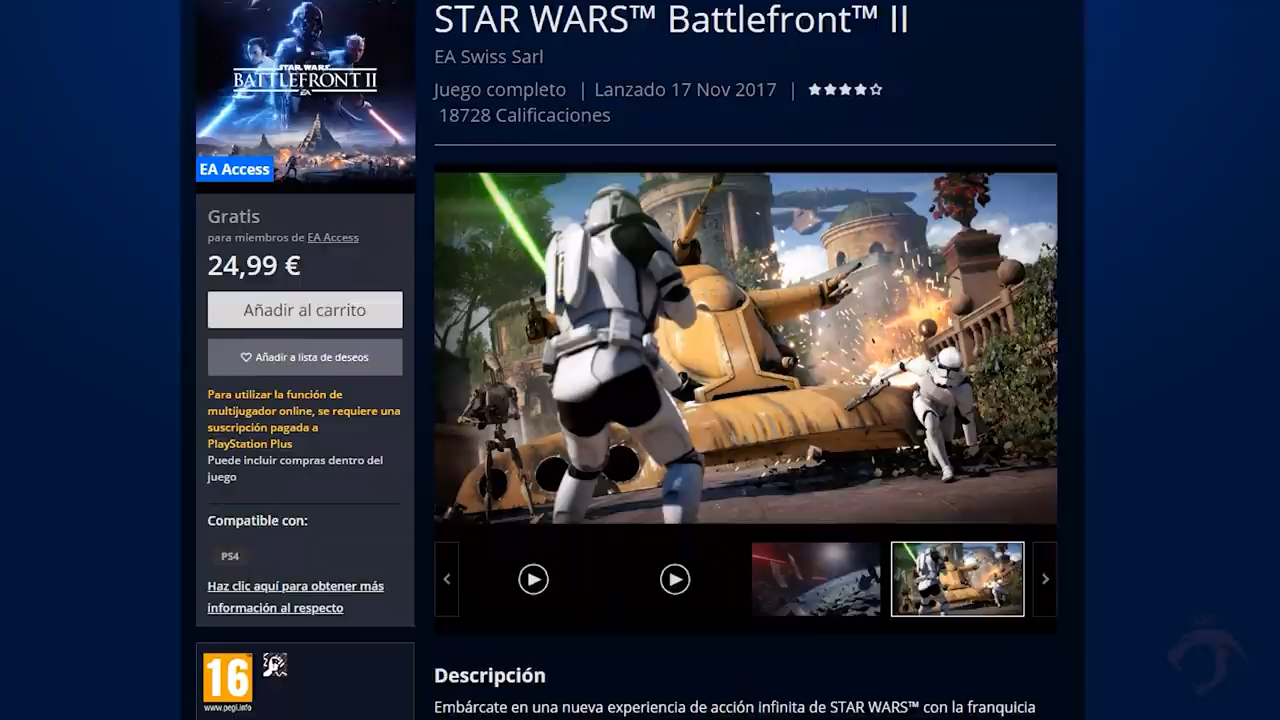 STAR WARS™ Battlefront™ II
EA Swiss Sarl
Juego completo | Lanzado 17 Nov 2017 |
18728 Calificaciones
STAR WARS
BATTLEFRONT II
EA
EA Access
Gratis
para miembros de EA Access
24,99 €
Añadir al carrito
Añadir a lista de deseos
Para utilizar la función de
multijugador online, se requiere una
suscripción pagada a
PlayStation Plus
Puede incluir compras dentro del
juego
Compatible con:
PS4
Haz clic aquí para obtener más
información al respecto
16
www.pegi.info
Descripción
Embárcate en una nueva experiencia de acción infinita de STAR WARS™ con la franquicia